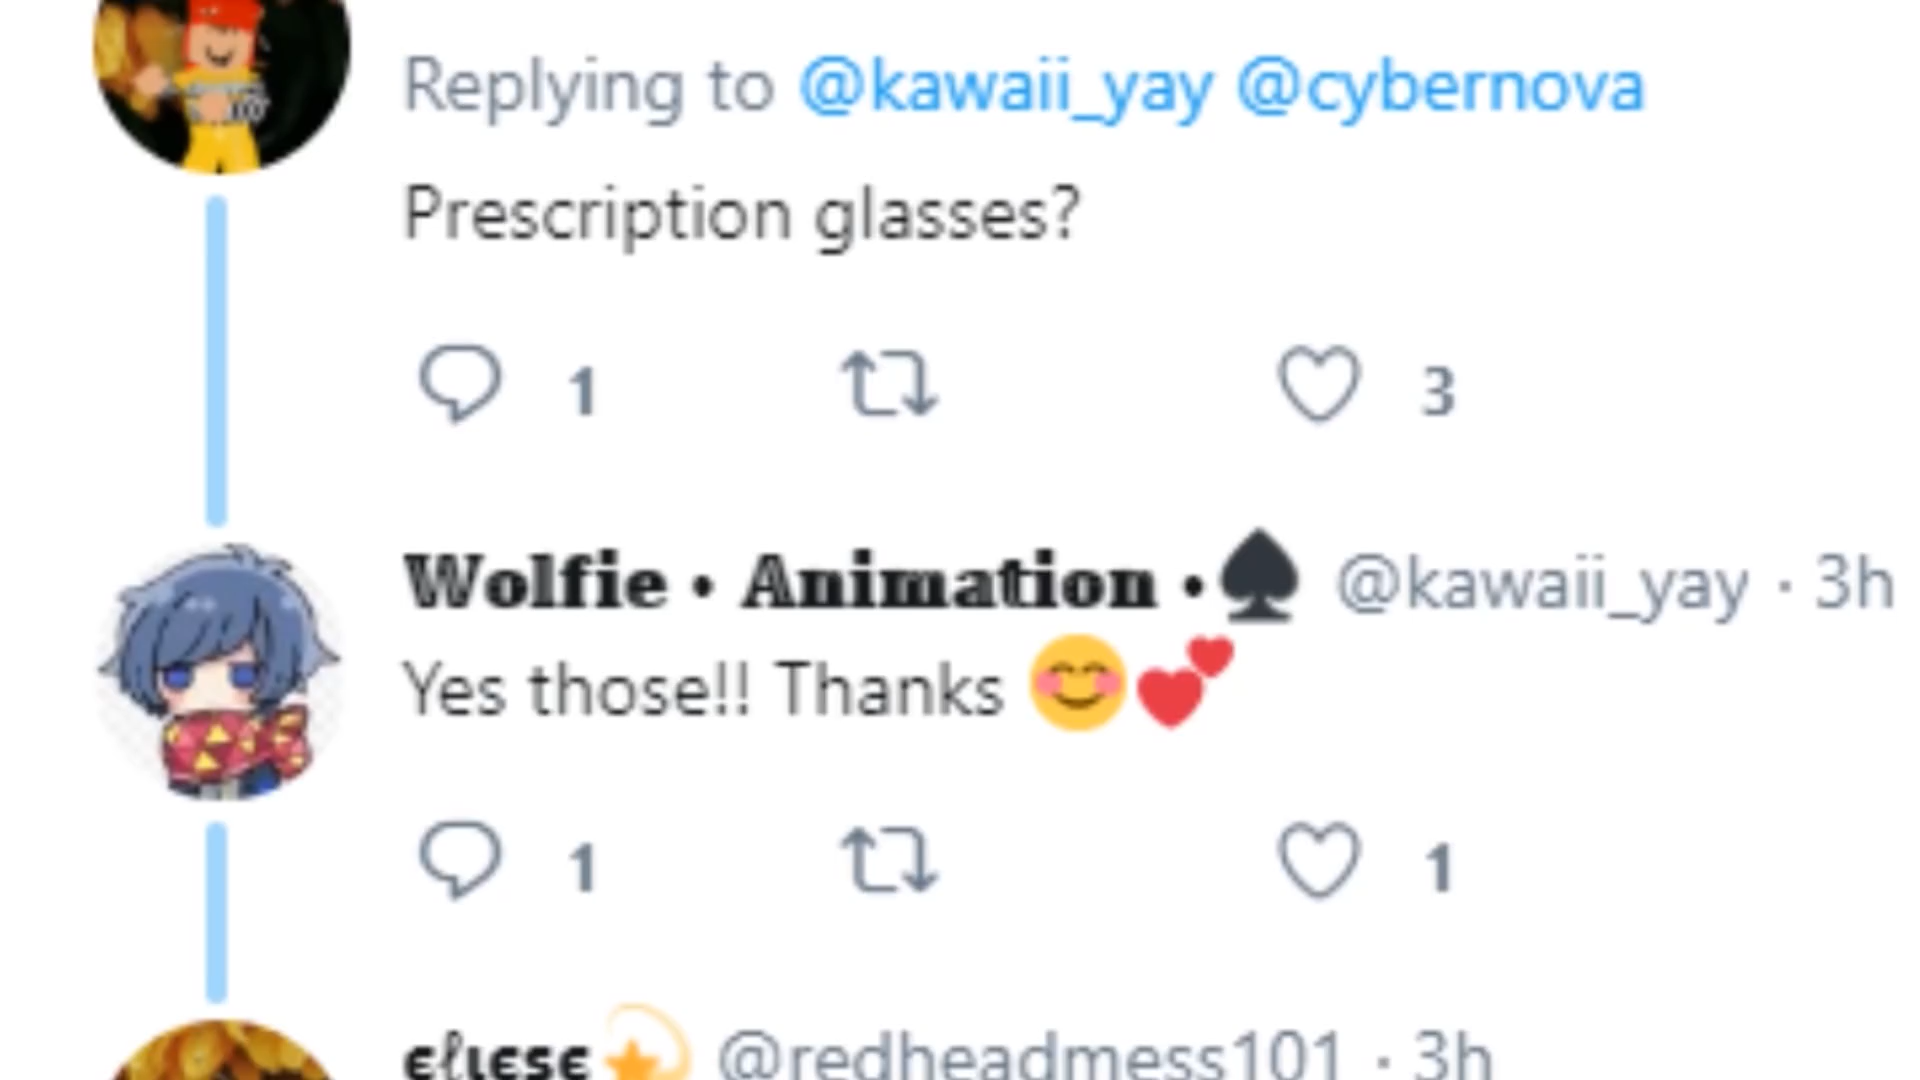 Replying to @kawaii_yay @cybernova
Prescription glasses?
1 3
𝕎𝕠𝕝𝕗𝕚𝕖 • 𝔸𝕟𝕚𝕞𝕒𝕥𝕚𝕠𝕟 •♠ @kawaii_yay · 3h
Yes those!! Thanks 😊💕
1 1
єℓιєѕє💫 @redheadmess101 · 3h